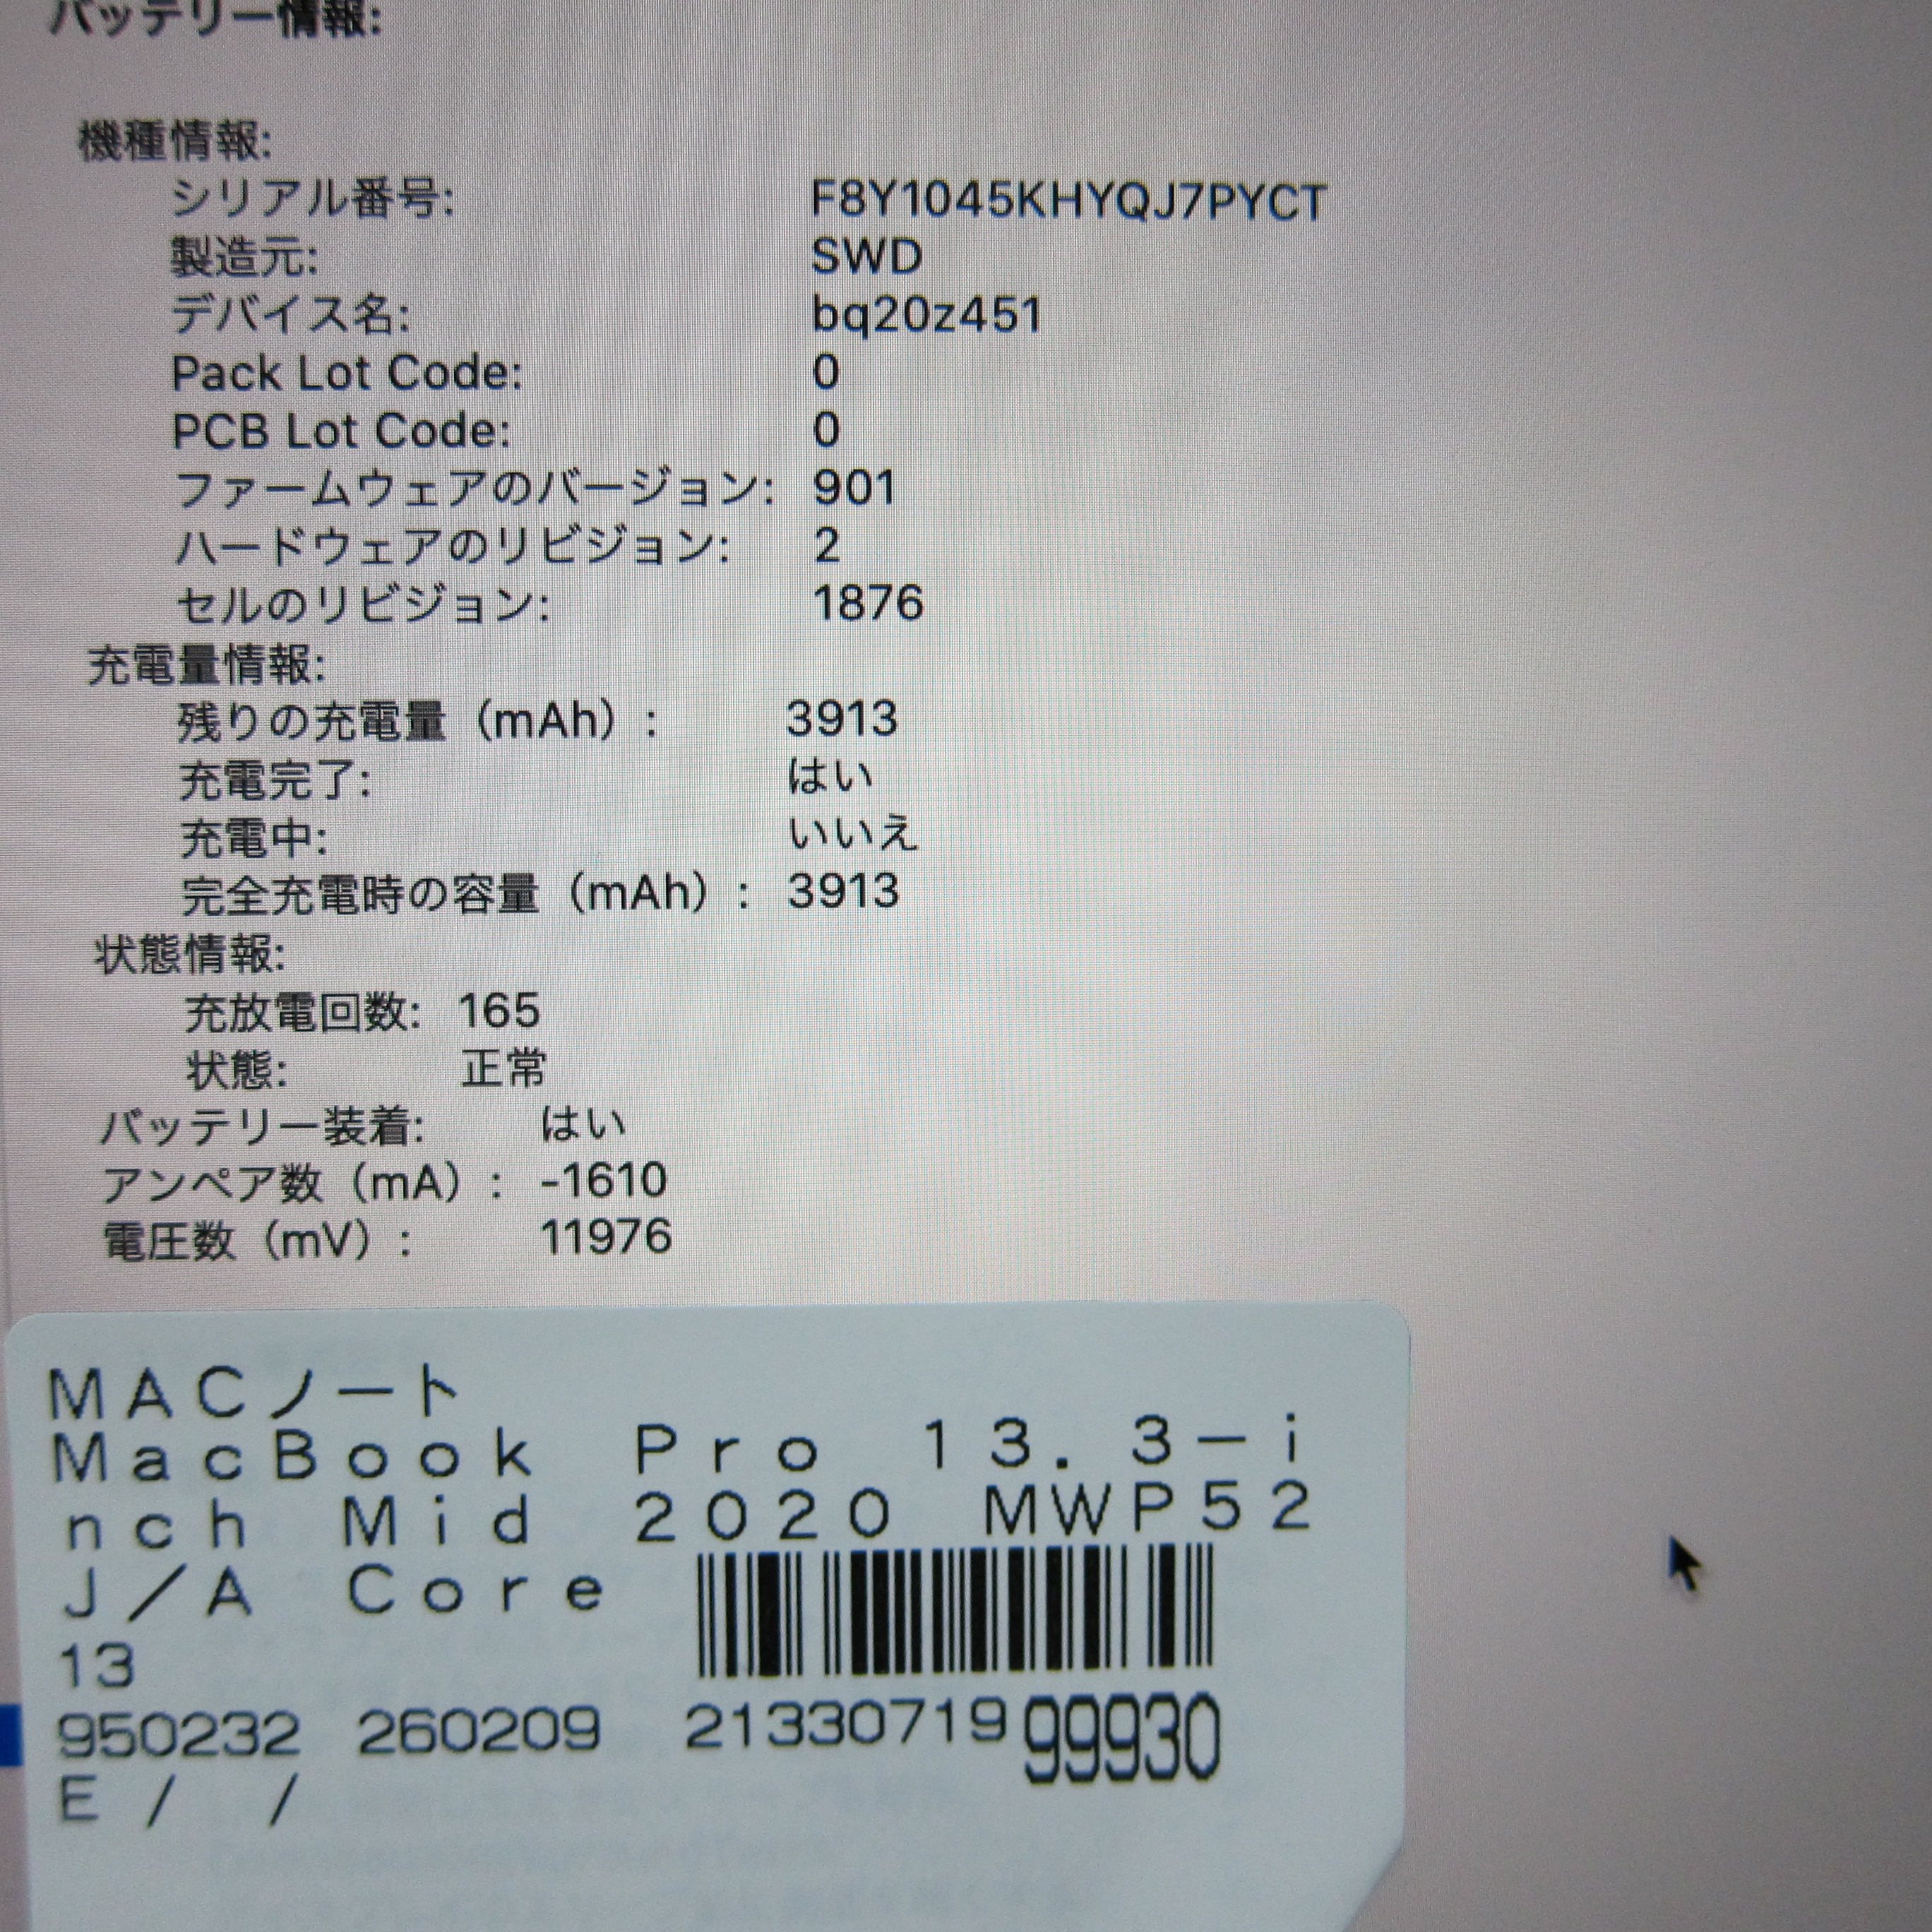 バッテリー情報:
機種情報:
シリアル番号: F8Y1045KHYQJ7PYCT
製造元: SWD
デバイス名: bq20z451
Pack Lot Code: 0
PCB Lot Code: 0
ファームウェアのバージョン: 901
ハードウェアのリビジョン: 2
セルのリビジョン: 1876
充電量情報:
残りの充電量（mAh）: 3913
充電完了: はい
充電中: いいえ
完全充電時の容量（mAh）: 3913
状態情報:
充放電回数: 165
状態: 正常
バッテリー装着: はい
アンペア数（mA）: -1610
電圧数（mV）: 11976
MACノート
MacBook Pro 13.3-i
nch Mid 2020 MWP52
J/A Core
13
950232 260209 21330719 99930
E / /